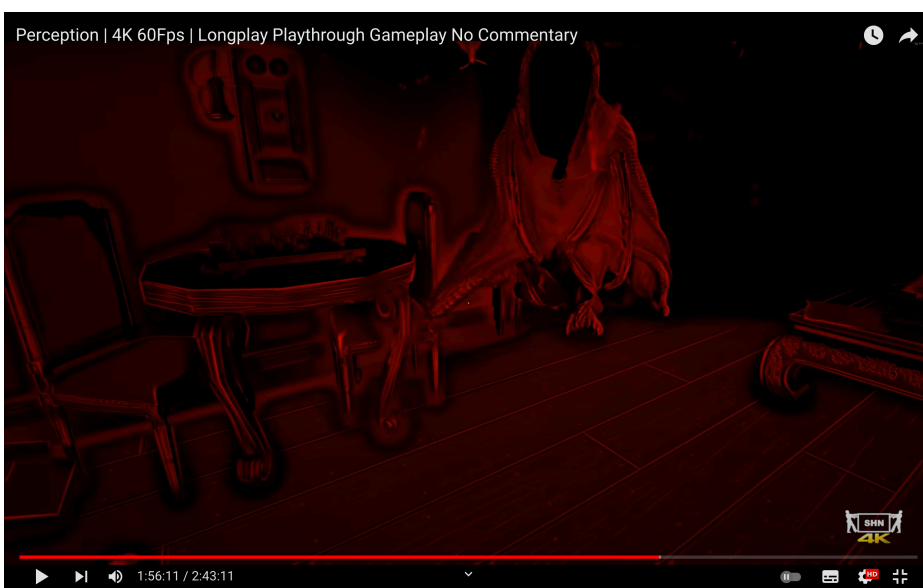 Perception | 4K 60Fps | Longplay Playthrough Gameplay No Commentary
SHN
4K
1:56:11 / 2:43:11
HD